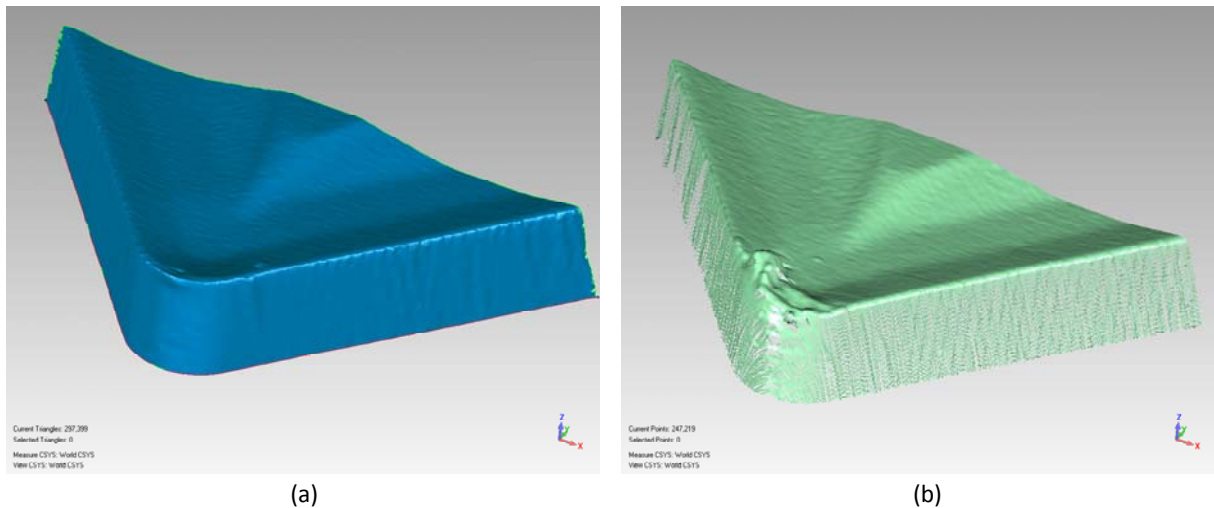 Z
Y
X
Current Triangles: 297,399
Selected Triangles: 0
Measure CSYS: World CSYS
View CSYS: World CSYS
(a)
Z
Y
X
Current Points: 247,219
Selected Points: 0
Measure CSYS: World CSYS
View CSYS: World CSYS
(b)